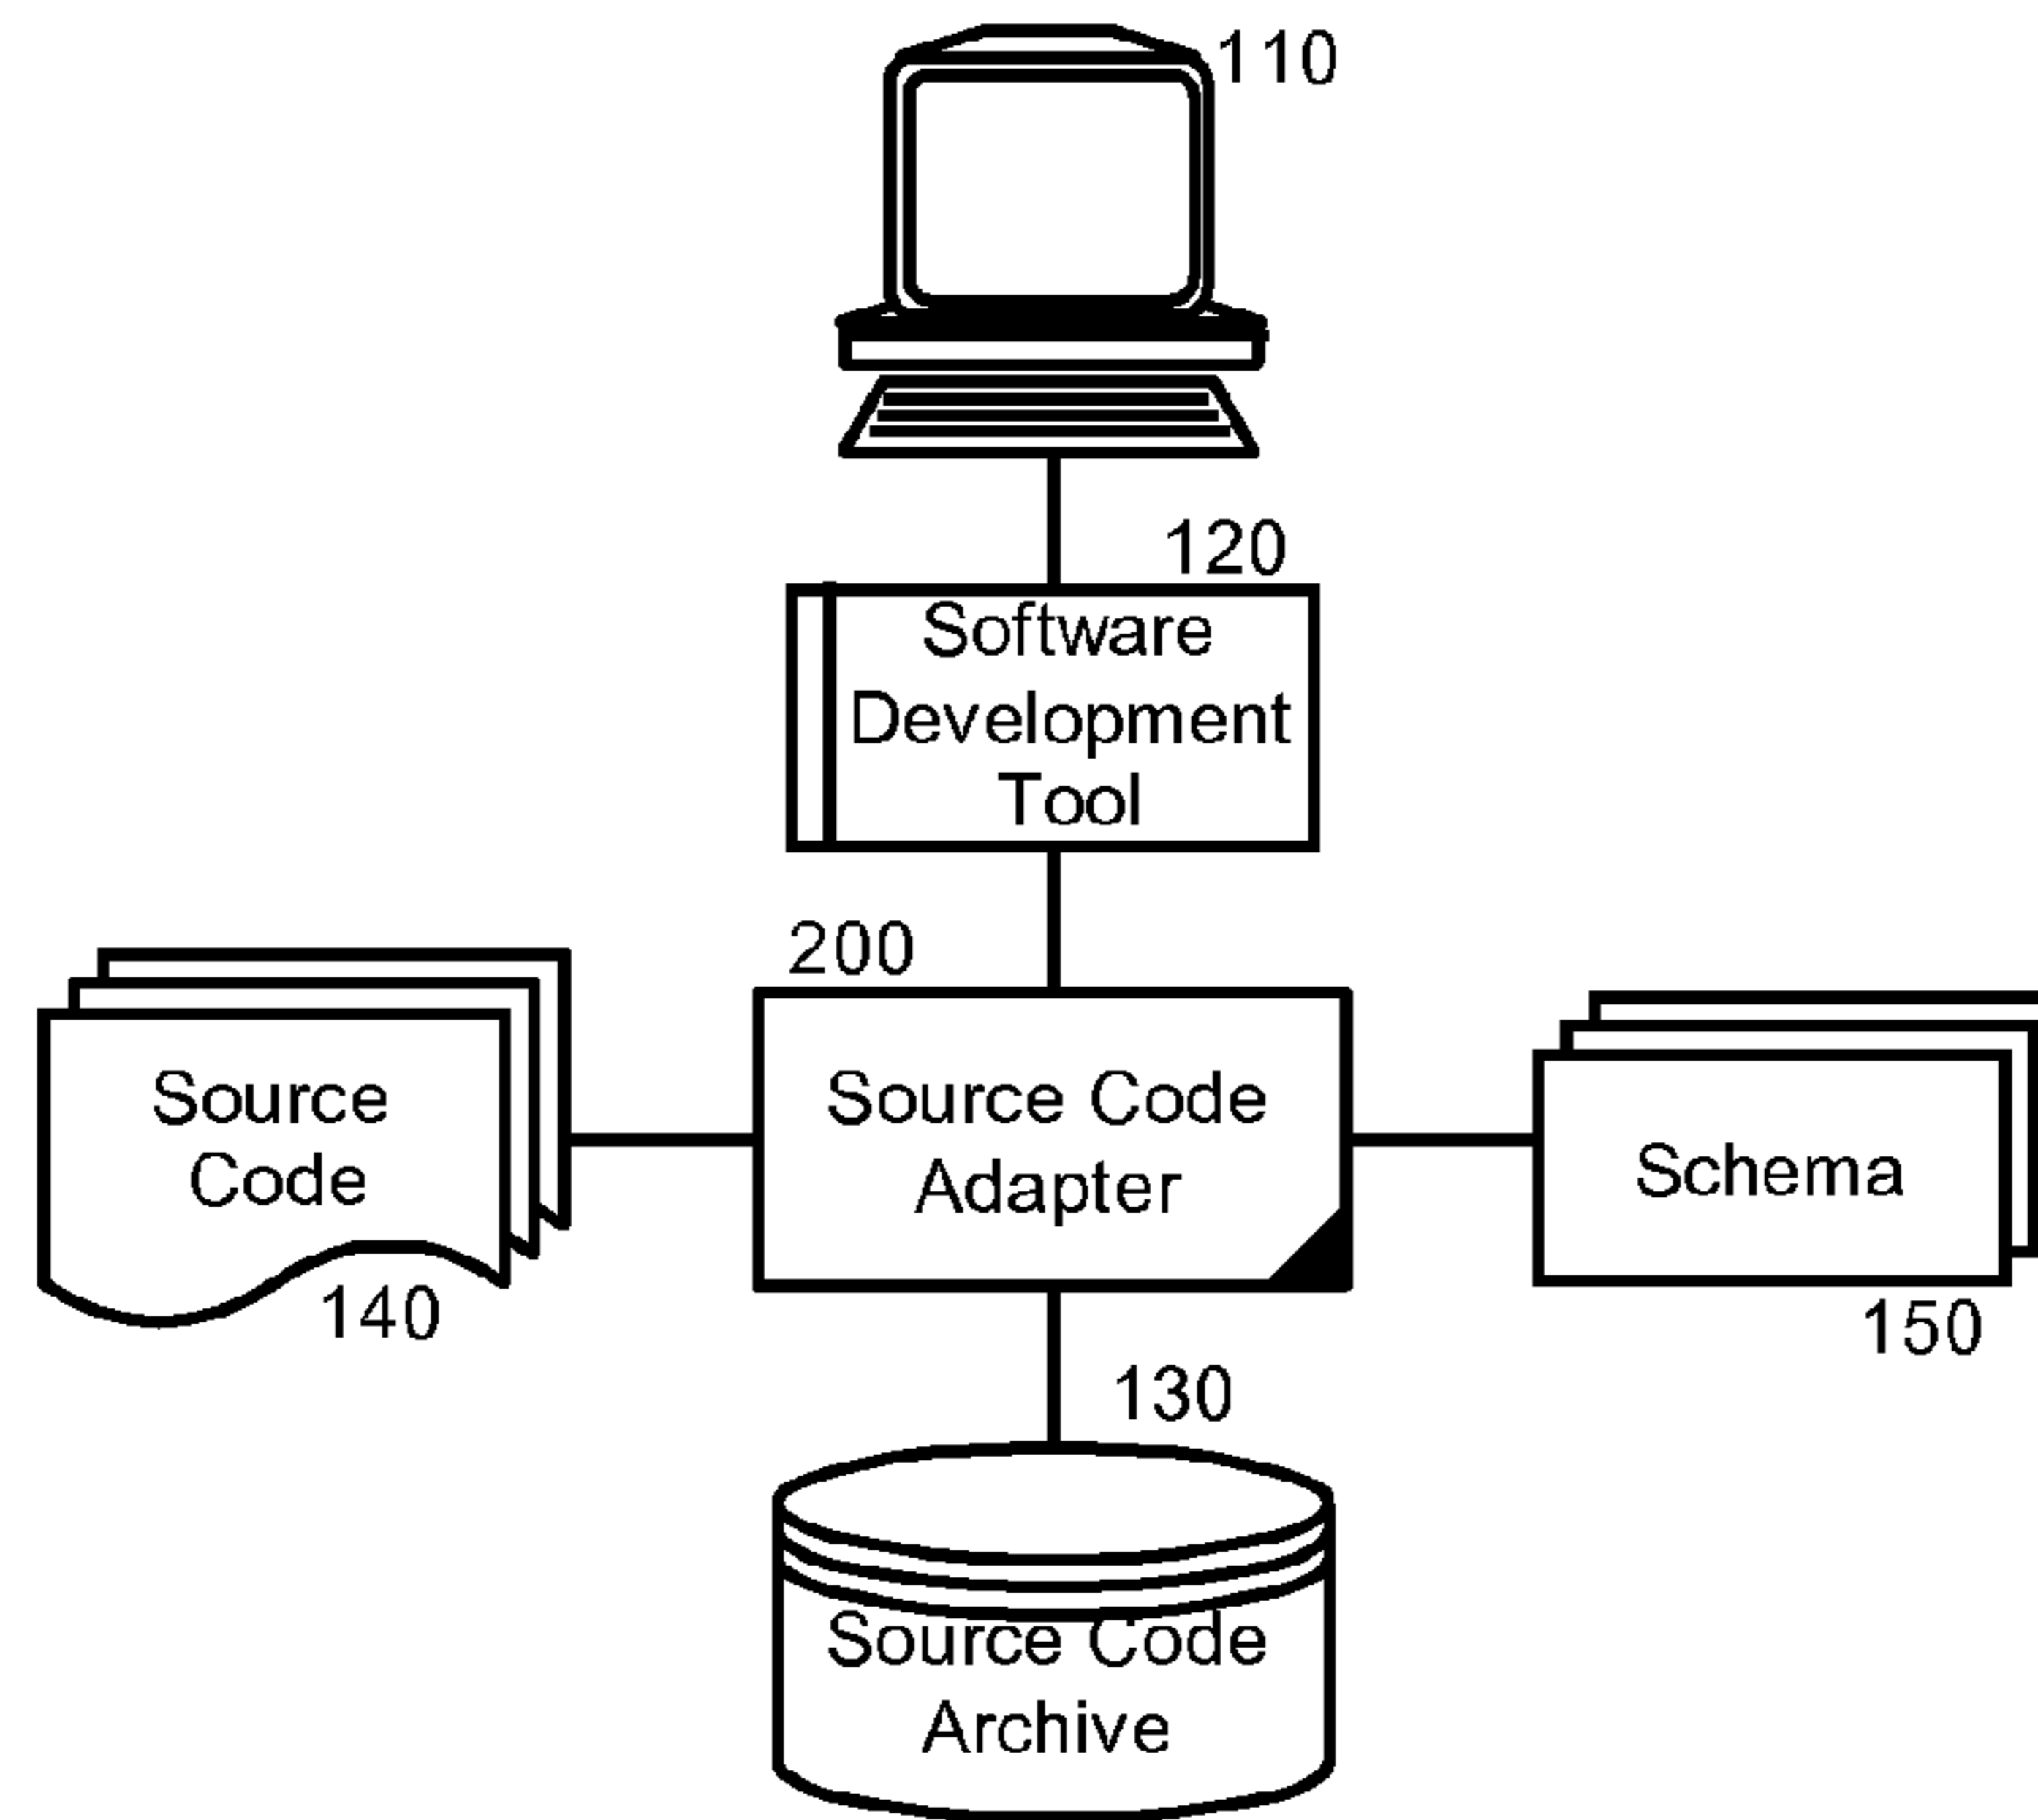 110
120
Software
Development
Tool
200
Source
Code
140
Source Code
Adapter
Schema
150
130
Source Code
Archive